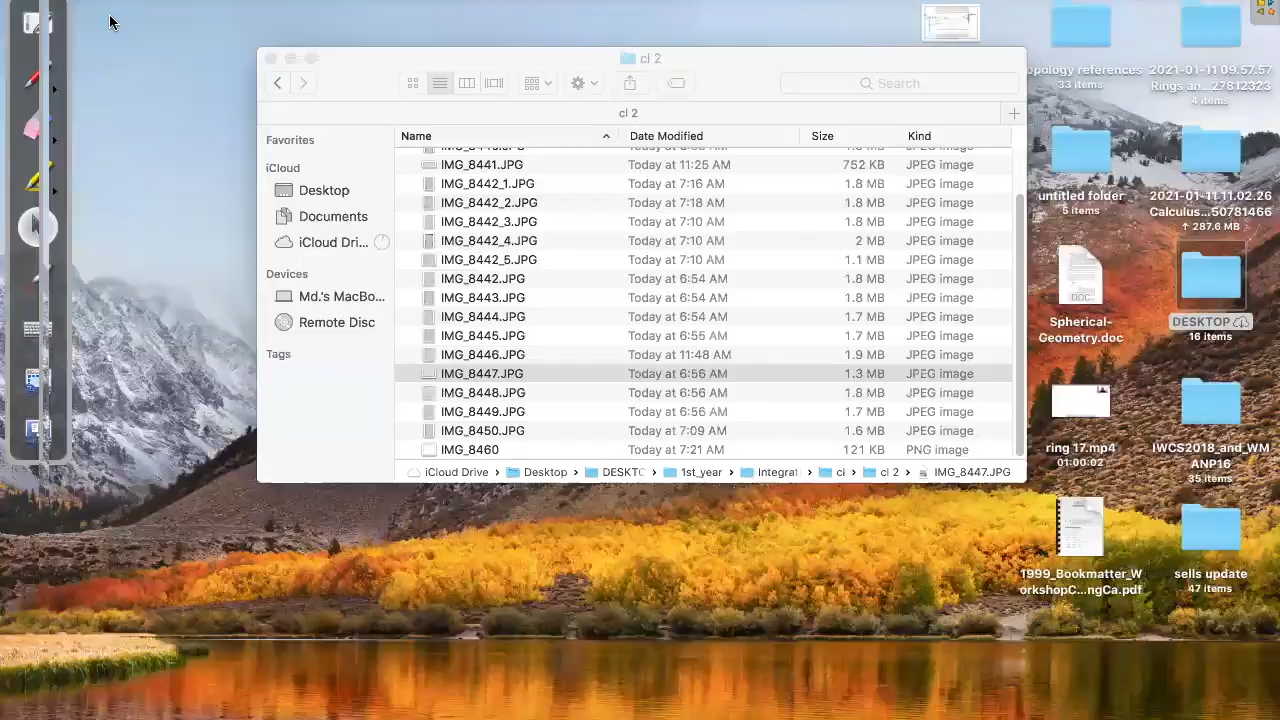 cl 2
Search
cl 2
Name Date Modified Size Kind
Favorites
iCloud
Desktop
Documents
iCloud Dri...
Devices
Md.'s MacBo...
Remote Disc
Tags
IMG_8441.JPG Today at 11:25 AM 752 KB JPEG image
IMG_8442_1.JPG Today at 7:16 AM 1.8 MB JPEG image
IMG_8442_2.JPG Today at 7:18 AM 1.8 MB JPEG image
IMG_8442_3.JPG Today at 7:10 AM 1.8 MB JPEG image
IMG_8442_4.JPG Today at 7:10 AM 2 MB JPEG image
IMG_8442_5.JPG Today at 7:10 AM 1.1 MB JPEG image
IMG_8442.JPG Today at 6:54 AM 1.8 MB JPEG image
IMG_8443.JPG Today at 6:54 AM 1.8 MB JPEG image
IMG_8444.JPG Today at 6:54 AM 1.7 MB JPEG image
IMG_8445.JPG Today at 6:55 AM 1.7 MB JPEG image
IMG_8446.JPG Today at 11:48 AM 1.9 MB JPEG image
IMG_8447.JPG Today at 6:56 AM 1.3 MB JPEG image
IMG_8448.JPG Today at 6:56 AM 1.8 MB JPEG image
IMG_8449.JPG Today at 6:56 AM 1.7 MB JPEG image
IMG_8450.JPG Today at 7:09 AM 1.6 MB JPEG image
IMG_8460 Today at 7:21 AM 121 KB PNG image
iCloud Drive › Desktop › DESKTC › 1st_year › Integrat › ci › cl 2 › IMG_8447.JPG
opology references
33 items
2021-01-11 09.57.57
Rings an...27812323
4 items
untitled folder
5 items
2021-01-11 11.02.26
Calculus...50781466
↑ 287.6 MB
DOC
Spherical-
Geometry.doc
DESKTOP
16 items
ring 17.mp4
01:00:02
IWCS2018_and_WM
ANP16
35 items
1999_Bookmatter_W
orkshopC...ngCa.pdf
sells update
47 items